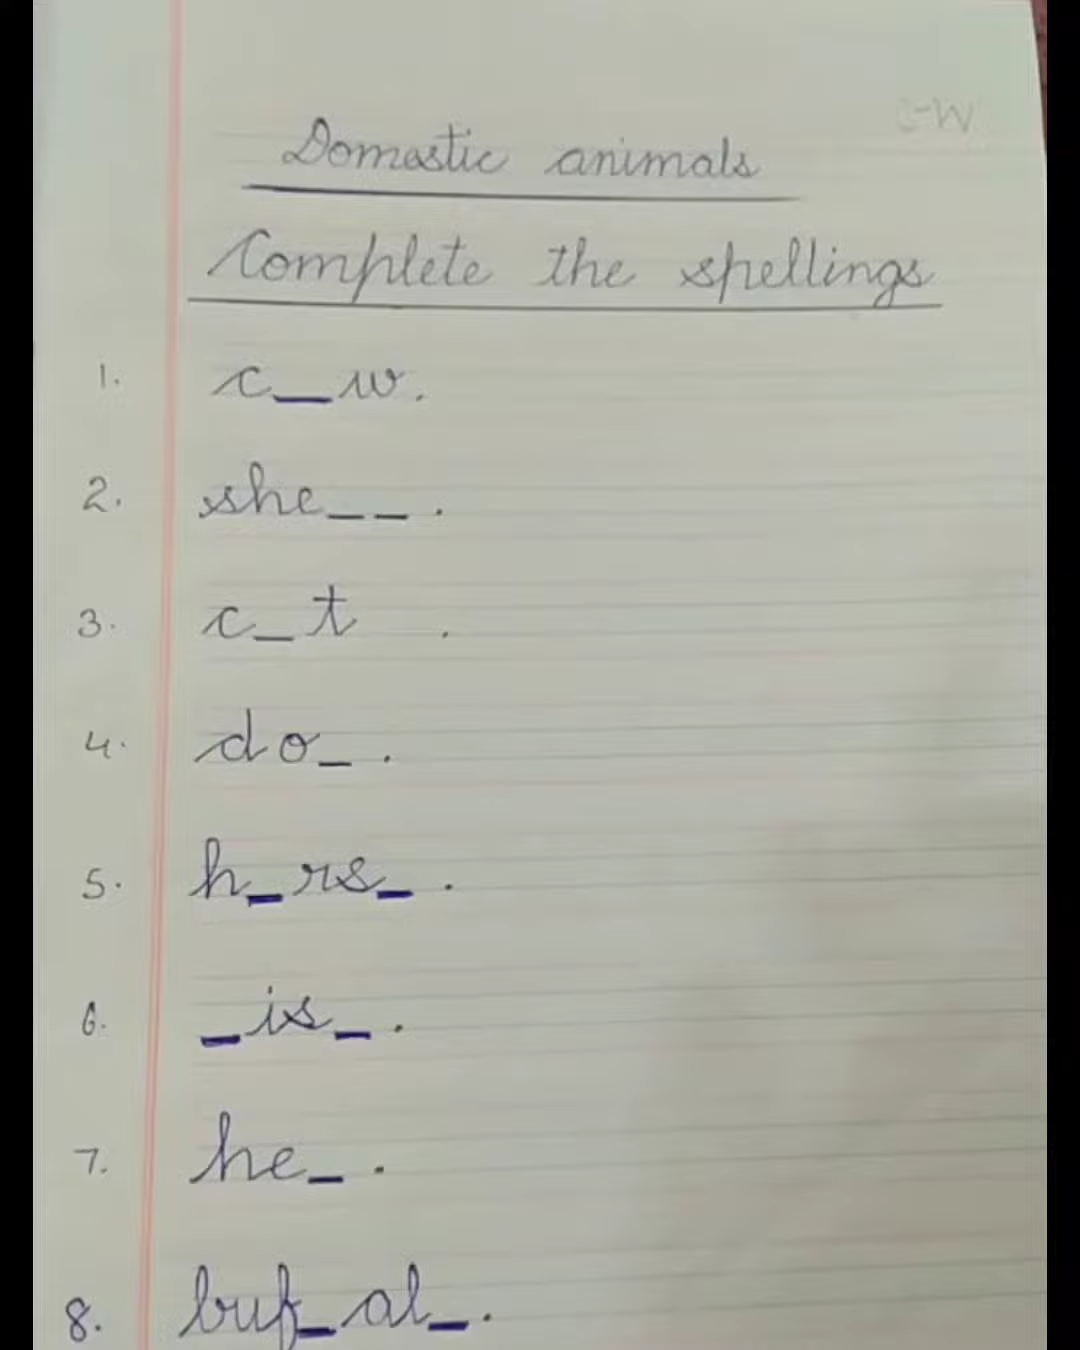 C-W
Domestic animals
Complete the spellings
1. c_w.
2. she__.
3. c_t .
4. do_.
5. h_rs_.
6. _is_.
7. he_.
8. buf_al_.